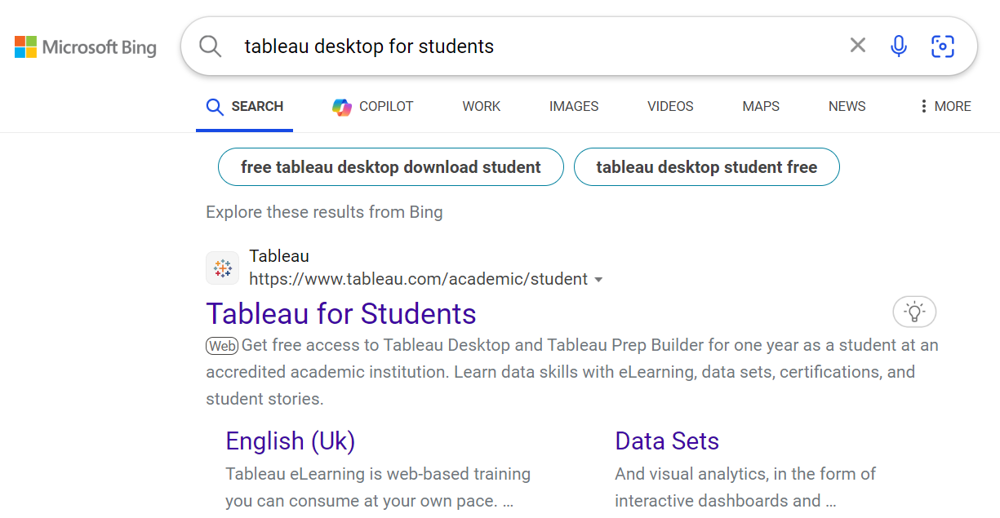 Microsoft Bing
tableau desktop for students
SEARCH COPILOT WORK IMAGES VIDEOS MAPS NEWS MORE
free tableau desktop download student tableau desktop student free
Explore these results from Bing
Tableau
https://www.tableau.com/academic/student
Tableau for Students
Web Get free access to Tableau Desktop and Tableau Prep Builder for one year as a student at an
accredited academic institution. Learn data skills with eLearning, data sets, certifications, and
student stories.
English (Uk)
Tableau eLearning is web-based training
you can consume at your own pace. ...
Data Sets
And visual analytics, in the form of
interactive dashboards and ...